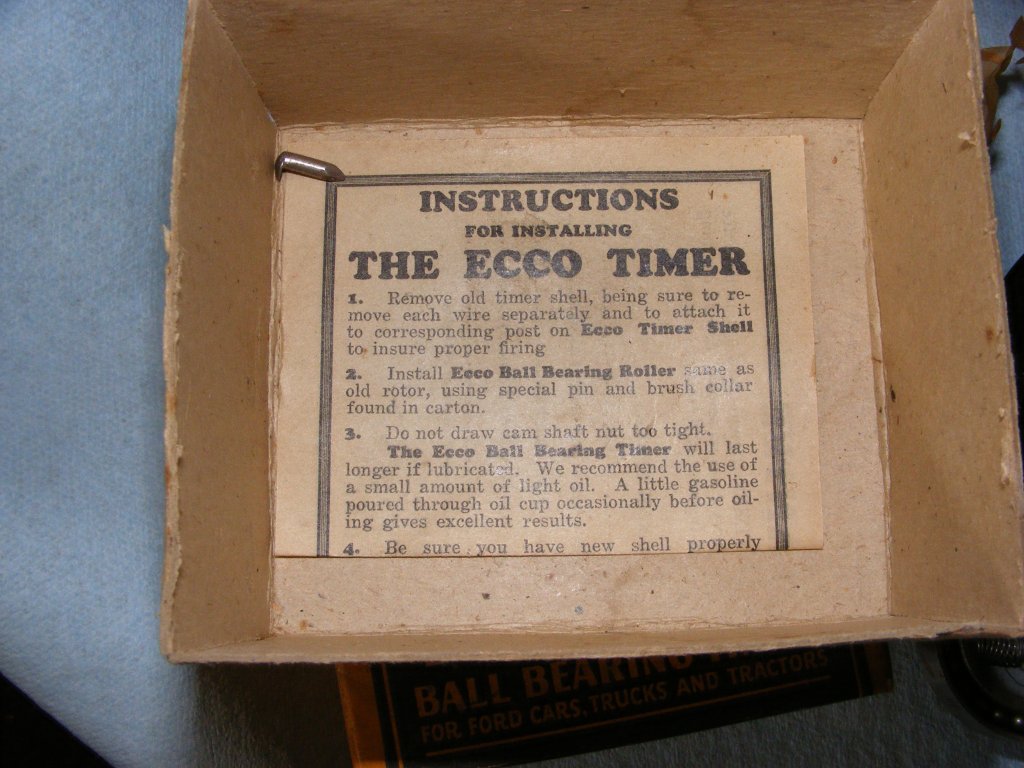 INSTRUCTIONS
FOR INSTALLING
THE ECCO TIMER
1. Remove old timer shell, being sure to re-
move each wire separately and to attach it
to corresponding post on Ecco Timer Shell
to insure proper firing
2. Install Ecco Ball Bearing Roller same as
old rotor, using special pin and brush collar
found in carton.
3. Do not draw cam shaft nut too tight.
The Ecco Ball Bearing Timer will last
longer if lubricated. We recommend the use of
a small amount of light oil. A little gasoline
poured through oil cup occasionally before oil-
ing gives excellent results.
4. Be sure you have new shell properly
BALL BEARING
FOR FORD CARS, TRUCKS AND TRACTORS